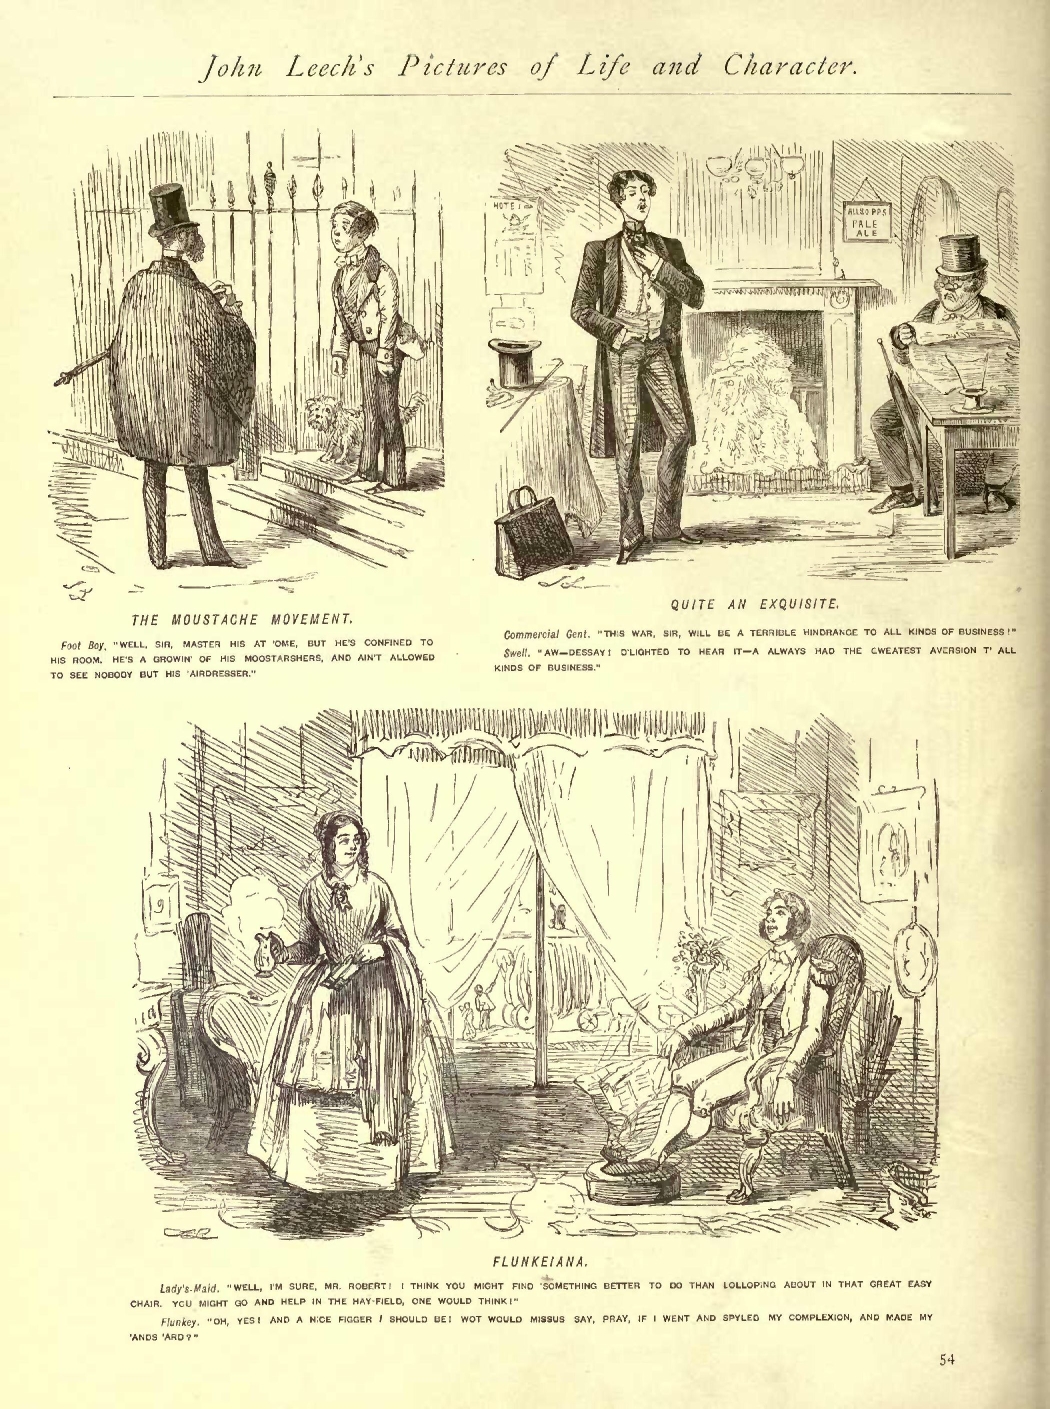 John Leech's Pictures of Life and Character.
HOTEL
ALLSOPPS
PALE
ALE
THE MOUSTACHE MOVEMENT.
Foot Boy. "WELL, SIR, MASTER HIS AT 'OME, BUT HE'S CONFINED TO
HIS ROOM. HE'S A GROWIN' OF HIS MOOSTARSHERS, AND AIN'T ALLOWED
TO SEE NOBODY BUT HIS 'AIRDRESSER."
QUITE AN EXQUISITE.
Commercial Gent. "THIS WAR, SIR, WILL BE A TERRIBLE HINDRANCE TO ALL KINDS OF BUSINESS!"
Swell. "AW—DESSAY! D'LIGHTED TO HEAR IT—A ALWAYS HAD THE GWEATEST AVERSION T' ALL
KINDS OF BUSINESS."
FLUNKEIANA.
Lady's-Maid. "WELL, I'M SURE, MR. ROBERT! I THINK YOU MIGHT FIND SOMETHING BETTER TO DO THAN LOLLOPING ABOUT IN THAT GREAT EASY
CHAIR. YOU MIGHT GO AND HELP IN THE HAY-FIELD, ONE WOULD THINK!"
Flunkey. "OH, YES! AND A NICE FIGGER I SHOULD BE! WOT WOULD MISSUS SAY, PRAY, IF I WENT AND SPYLED MY COMPLEXION, AND MADE MY
'ANDS 'ARD?"
54